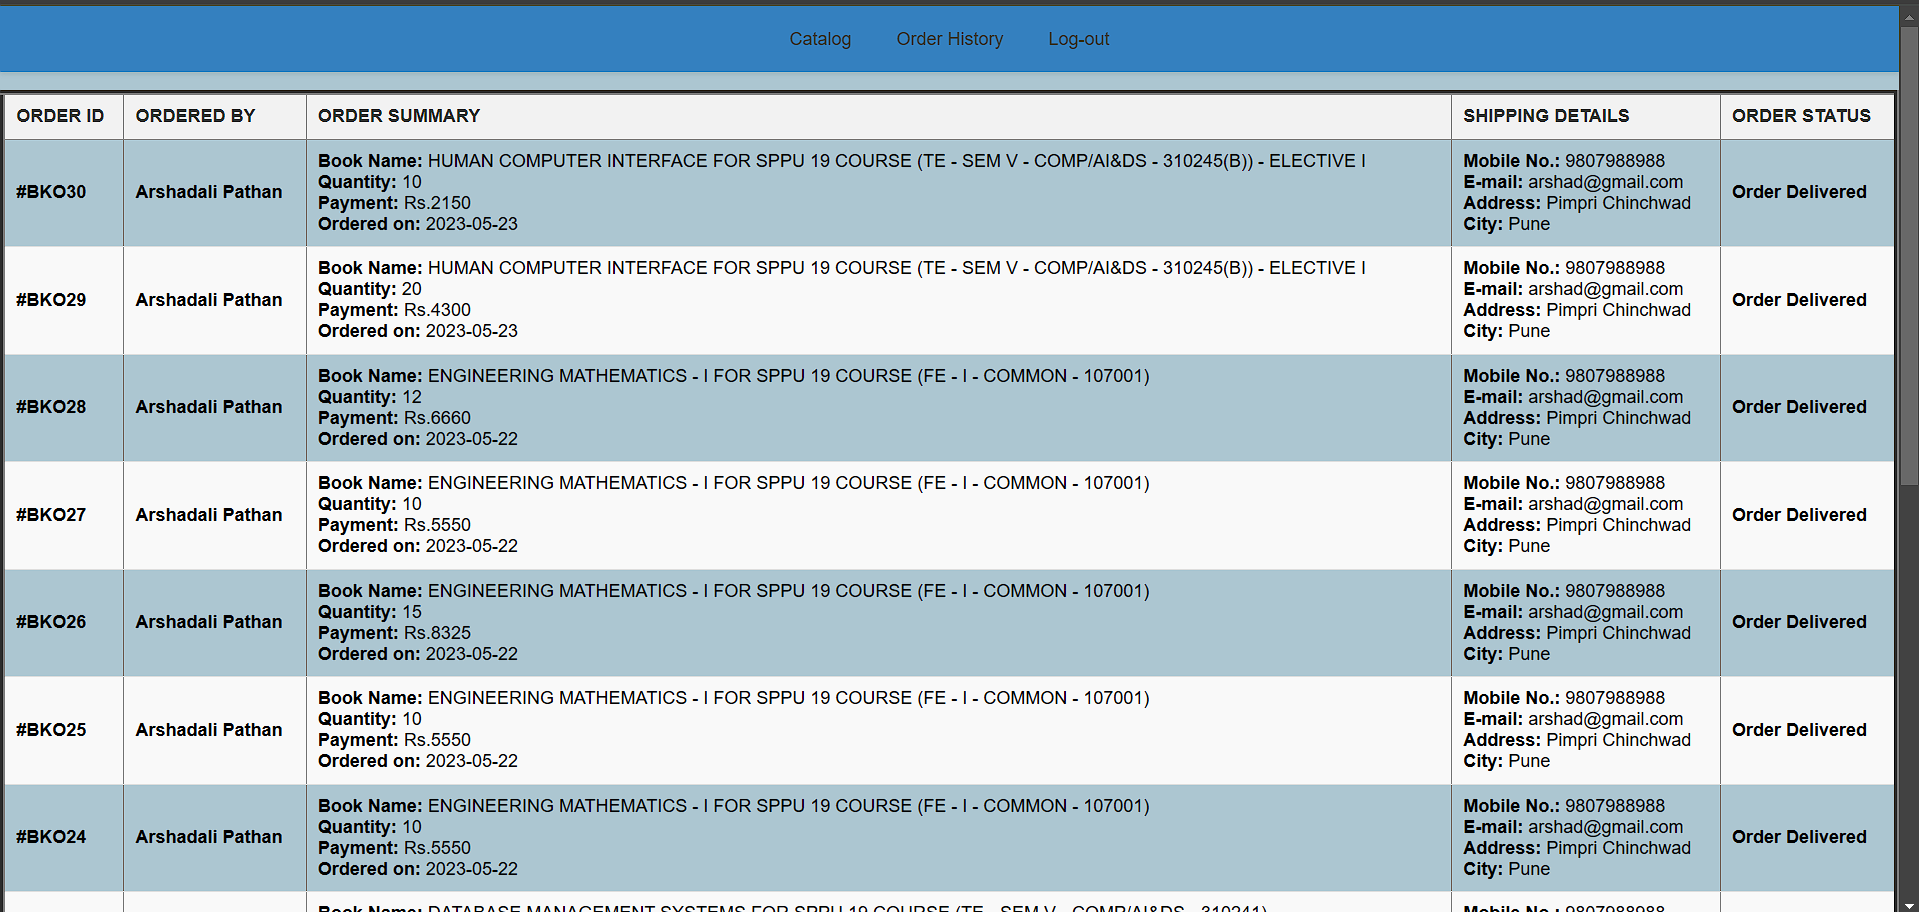 Catalog Order History Log-out
ORDER ID ORDERED BY ORDER SUMMARY SHIPPING DETAILS ORDER STATUS
#BKO30 Arshadali Pathan
Book Name: HUMAN COMPUTER INTERFACE FOR SPPU 19 COURSE (TE - SEM V - COMP/AI&DS - 310245(B)) - ELECTIVE I
Quantity: 10
Payment: Rs.2150
Ordered on: 2023-05-23
Mobile No.: 9807988988
E-mail: arshad@gmail.com
Address: Pimpri Chinchwad
City: Pune
Order Delivered
#BKO29 Arshadali Pathan
Book Name: HUMAN COMPUTER INTERFACE FOR SPPU 19 COURSE (TE - SEM V - COMP/AI&DS - 310245(B)) - ELECTIVE I
Quantity: 20
Payment: Rs.4300
Ordered on: 2023-05-23
Mobile No.: 9807988988
E-mail: arshad@gmail.com
Address: Pimpri Chinchwad
City: Pune
Order Delivered
#BKO28 Arshadali Pathan
Book Name: ENGINEERING MATHEMATICS - I FOR SPPU 19 COURSE (FE - I - COMMON - 107001)
Quantity: 12
Payment: Rs.6660
Ordered on: 2023-05-22
Mobile No.: 9807988988
E-mail: arshad@gmail.com
Address: Pimpri Chinchwad
City: Pune
Order Delivered
#BKO27 Arshadali Pathan
Book Name: ENGINEERING MATHEMATICS - I FOR SPPU 19 COURSE (FE - I - COMMON - 107001)
Quantity: 10
Payment: Rs.5550
Ordered on: 2023-05-22
Mobile No.: 9807988988
E-mail: arshad@gmail.com
Address: Pimpri Chinchwad
City: Pune
Order Delivered
#BKO26 Arshadali Pathan
Book Name: ENGINEERING MATHEMATICS - I FOR SPPU 19 COURSE (FE - I - COMMON - 107001)
Quantity: 15
Payment: Rs.8325
Ordered on: 2023-05-22
Mobile No.: 9807988988
E-mail: arshad@gmail.com
Address: Pimpri Chinchwad
City: Pune
Order Delivered
#BKO25 Arshadali Pathan
Book Name: ENGINEERING MATHEMATICS - I FOR SPPU 19 COURSE (FE - I - COMMON - 107001)
Quantity: 10
Payment: Rs.5550
Ordered on: 2023-05-22
Mobile No.: 9807988988
E-mail: arshad@gmail.com
Address: Pimpri Chinchwad
City: Pune
Order Delivered
#BKO24 Arshadali Pathan
Book Name: ENGINEERING MATHEMATICS - I FOR SPPU 19 COURSE (FE - I - COMMON - 107001)
Quantity: 10
Payment: Rs.5550
Ordered on: 2023-05-22
Mobile No.: 9807988988
E-mail: arshad@gmail.com
Address: Pimpri Chinchwad
City: Pune
Order Delivered
Book Name: DATABASE MANAGEMENT SYSTEMS FOR SPPU 19 COURSE (TE - SEM V - COMP/AI&DS - 310241)
Mobile No.: 9807988988